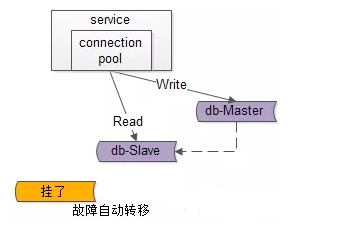 service
connection
pool
Write
db-Master
Read
db-Slave
挂了
故障自动转移